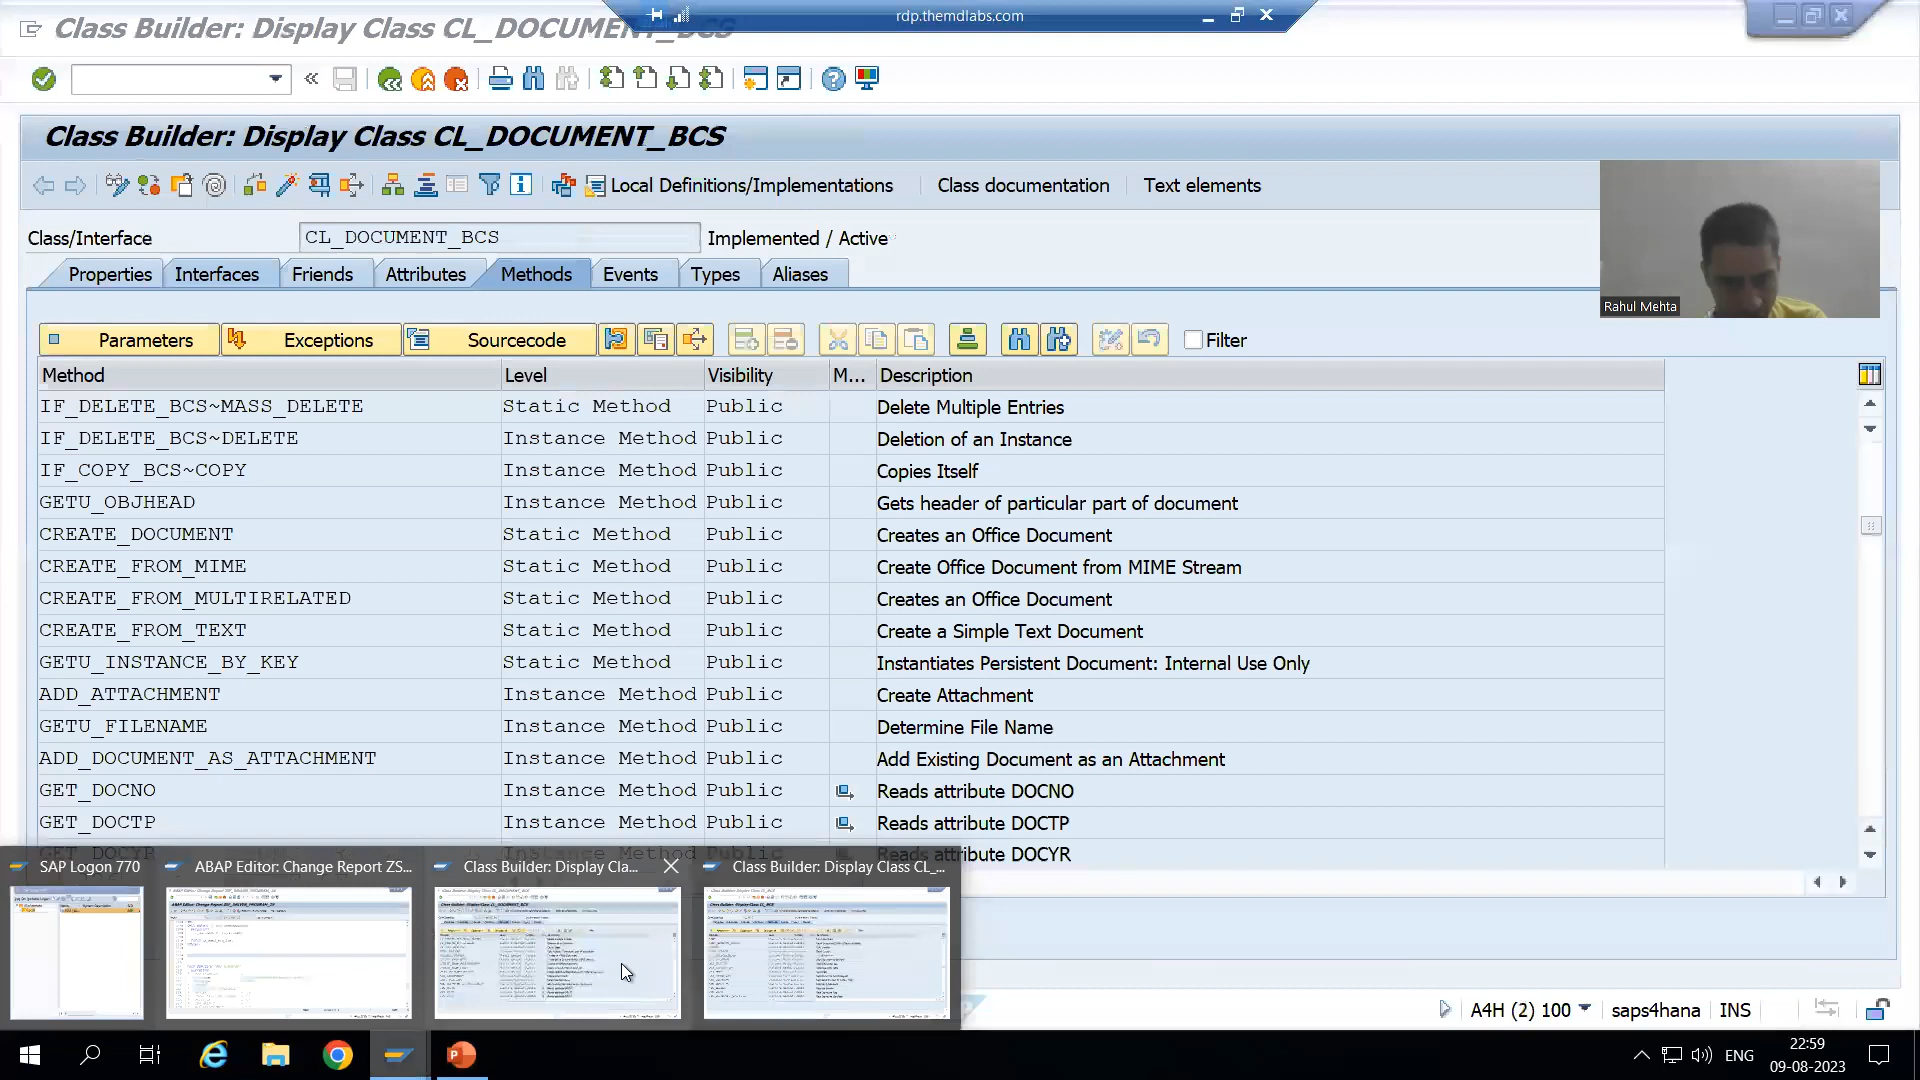 Class Builder: Display Class CL_DOCUMENT_BCS
rdp.themdlabs.com
Class Builder: Display Class CL_DOCUMENT_BCS
Local Definitions/Implementations
Class documentation
Text elements
Class/Interface
CL_DOCUMENT_BCS
Implemented / Active
Properties
Interfaces
Friends
Attributes
Methods
Events
Types
Aliases
Rahul Mehta
Parameters
Exceptions
Sourcecode
Filter
Method Level Visibility M... Description
IF_DELETE_BCS~MASS_DELETE Static Method Public Delete Multiple Entries
IF_DELETE_BCS~DELETE Instance Method Public Deletion of an Instance
IF_COPY_BCS~COPY Instance Method Public Copies Itself
GETU_OBJHEAD Instance Method Public Gets header of particular part of document
CREATE_DOCUMENT Static Method Public Creates an Office Document
CREATE_FROM_MIME Static Method Public Create Office Document from MIME Stream
CREATE_FROM_MULTIRELATED Static Method Public Creates an Office Document
CREATE_FROM_TEXT Static Method Public Create a Simple Text Document
GETU_INSTANCE_BY_KEY Static Method Public Instantiates Persistent Document: Internal Use Only
ADD_ATTACHMENT Instance Method Public Create Attachment
GETU_FILENAME Instance Method Public Determine File Name
ADD_DOCUMENT_AS_ATTACHMENT Instance Method Public Add Existing Document as an Attachment
GET_DOCNO Instance Method Public Reads attribute DOCNO
GET_DOCTP Instance Method Public Reads attribute DOCTP
GET_DOCYR Instance Method Public Reads attribute DOCYR
SAP Logon 770
ABAP Editor: Change Report ZS...
Class Builder: Display Cla...
Class Builder: Display Class CL_...
A4H (2) 100
saps4hana
INS
ENG
22:59
09-08-2023